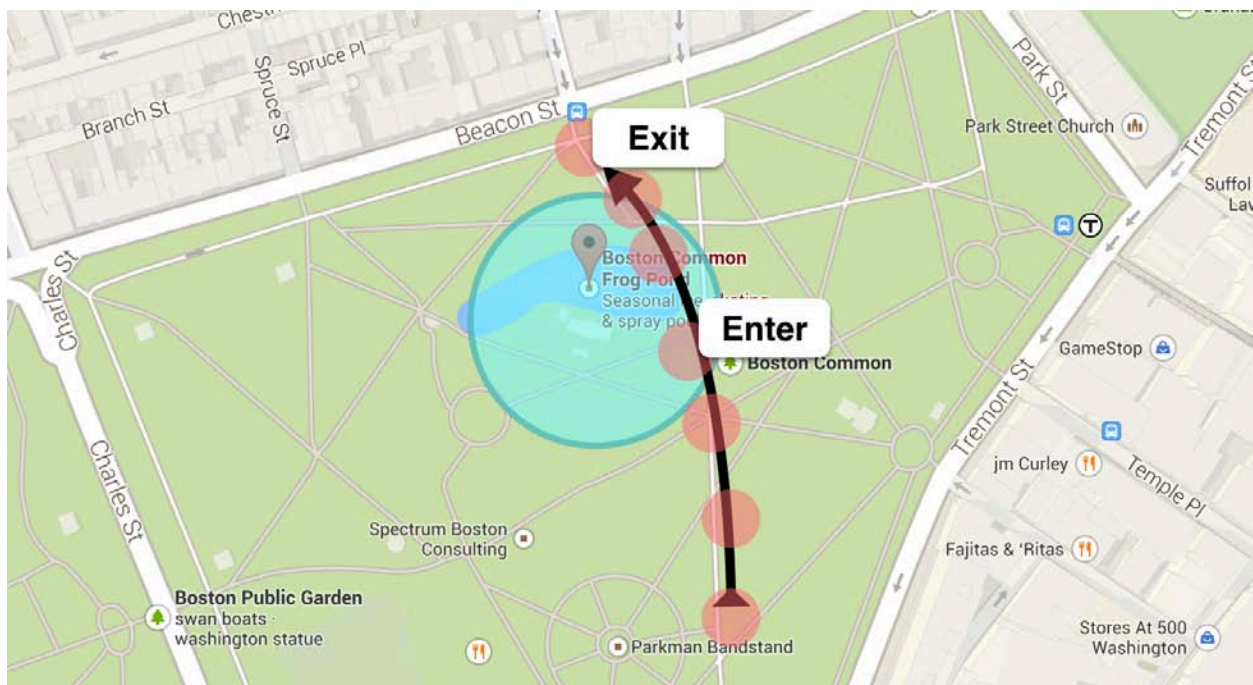 Chest
Spruce Pl
Spruce St
Branch St
Beacon St
Park St
Park Street Church
Tremont St
Exit
Suffol
Law
T
Charles St
Boston Common
Frog Pond
Seasonal
& spray po
Enter
Boston Common
GameStop
Tremont St
jm Curley
Temple Pl
Charles St
Spectrum Boston
Consulting
Fajitas & 'Ritas
Boston Public Garden
swan boats ·
washington statue
Parkman Bandstand
Stores At 500
Washington